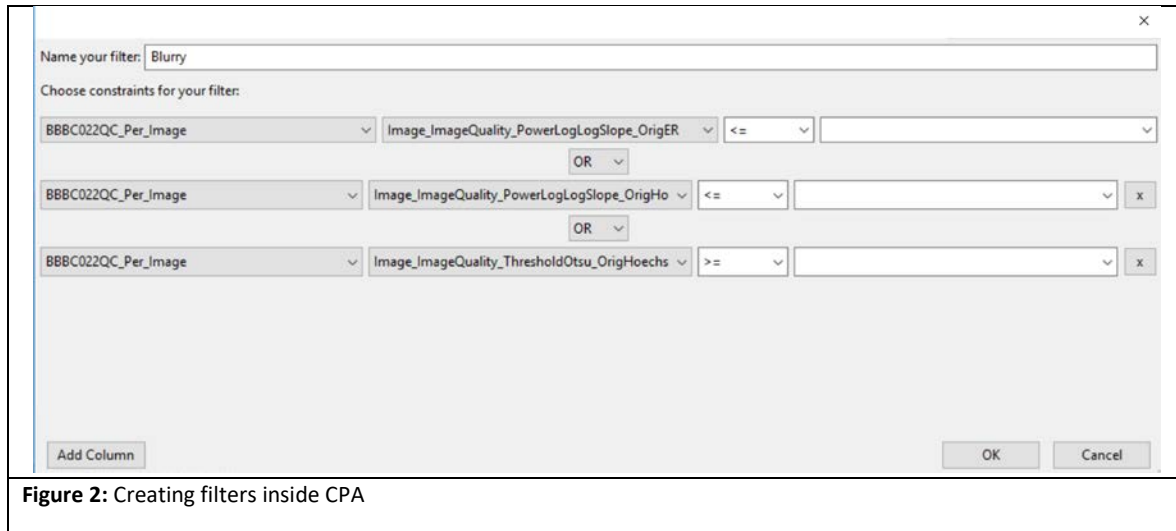 ×
Name your filter: Blurry
Choose constraints for your filter:
BBBC022QC_Per_Image Image_ImageQuality_PowerLogLogSlope_OrigER <=
OR
BBBC022QC_Per_Image Image_ImageQuality_PowerLogLogSlope_OrigHo <= x
OR
BBBC022QC_Per_Image Image_ImageQuality_ThresholdOtsu_OrigHoechs >= x
Add Column OK Cancel
Figure 2: Creating filters inside CPA